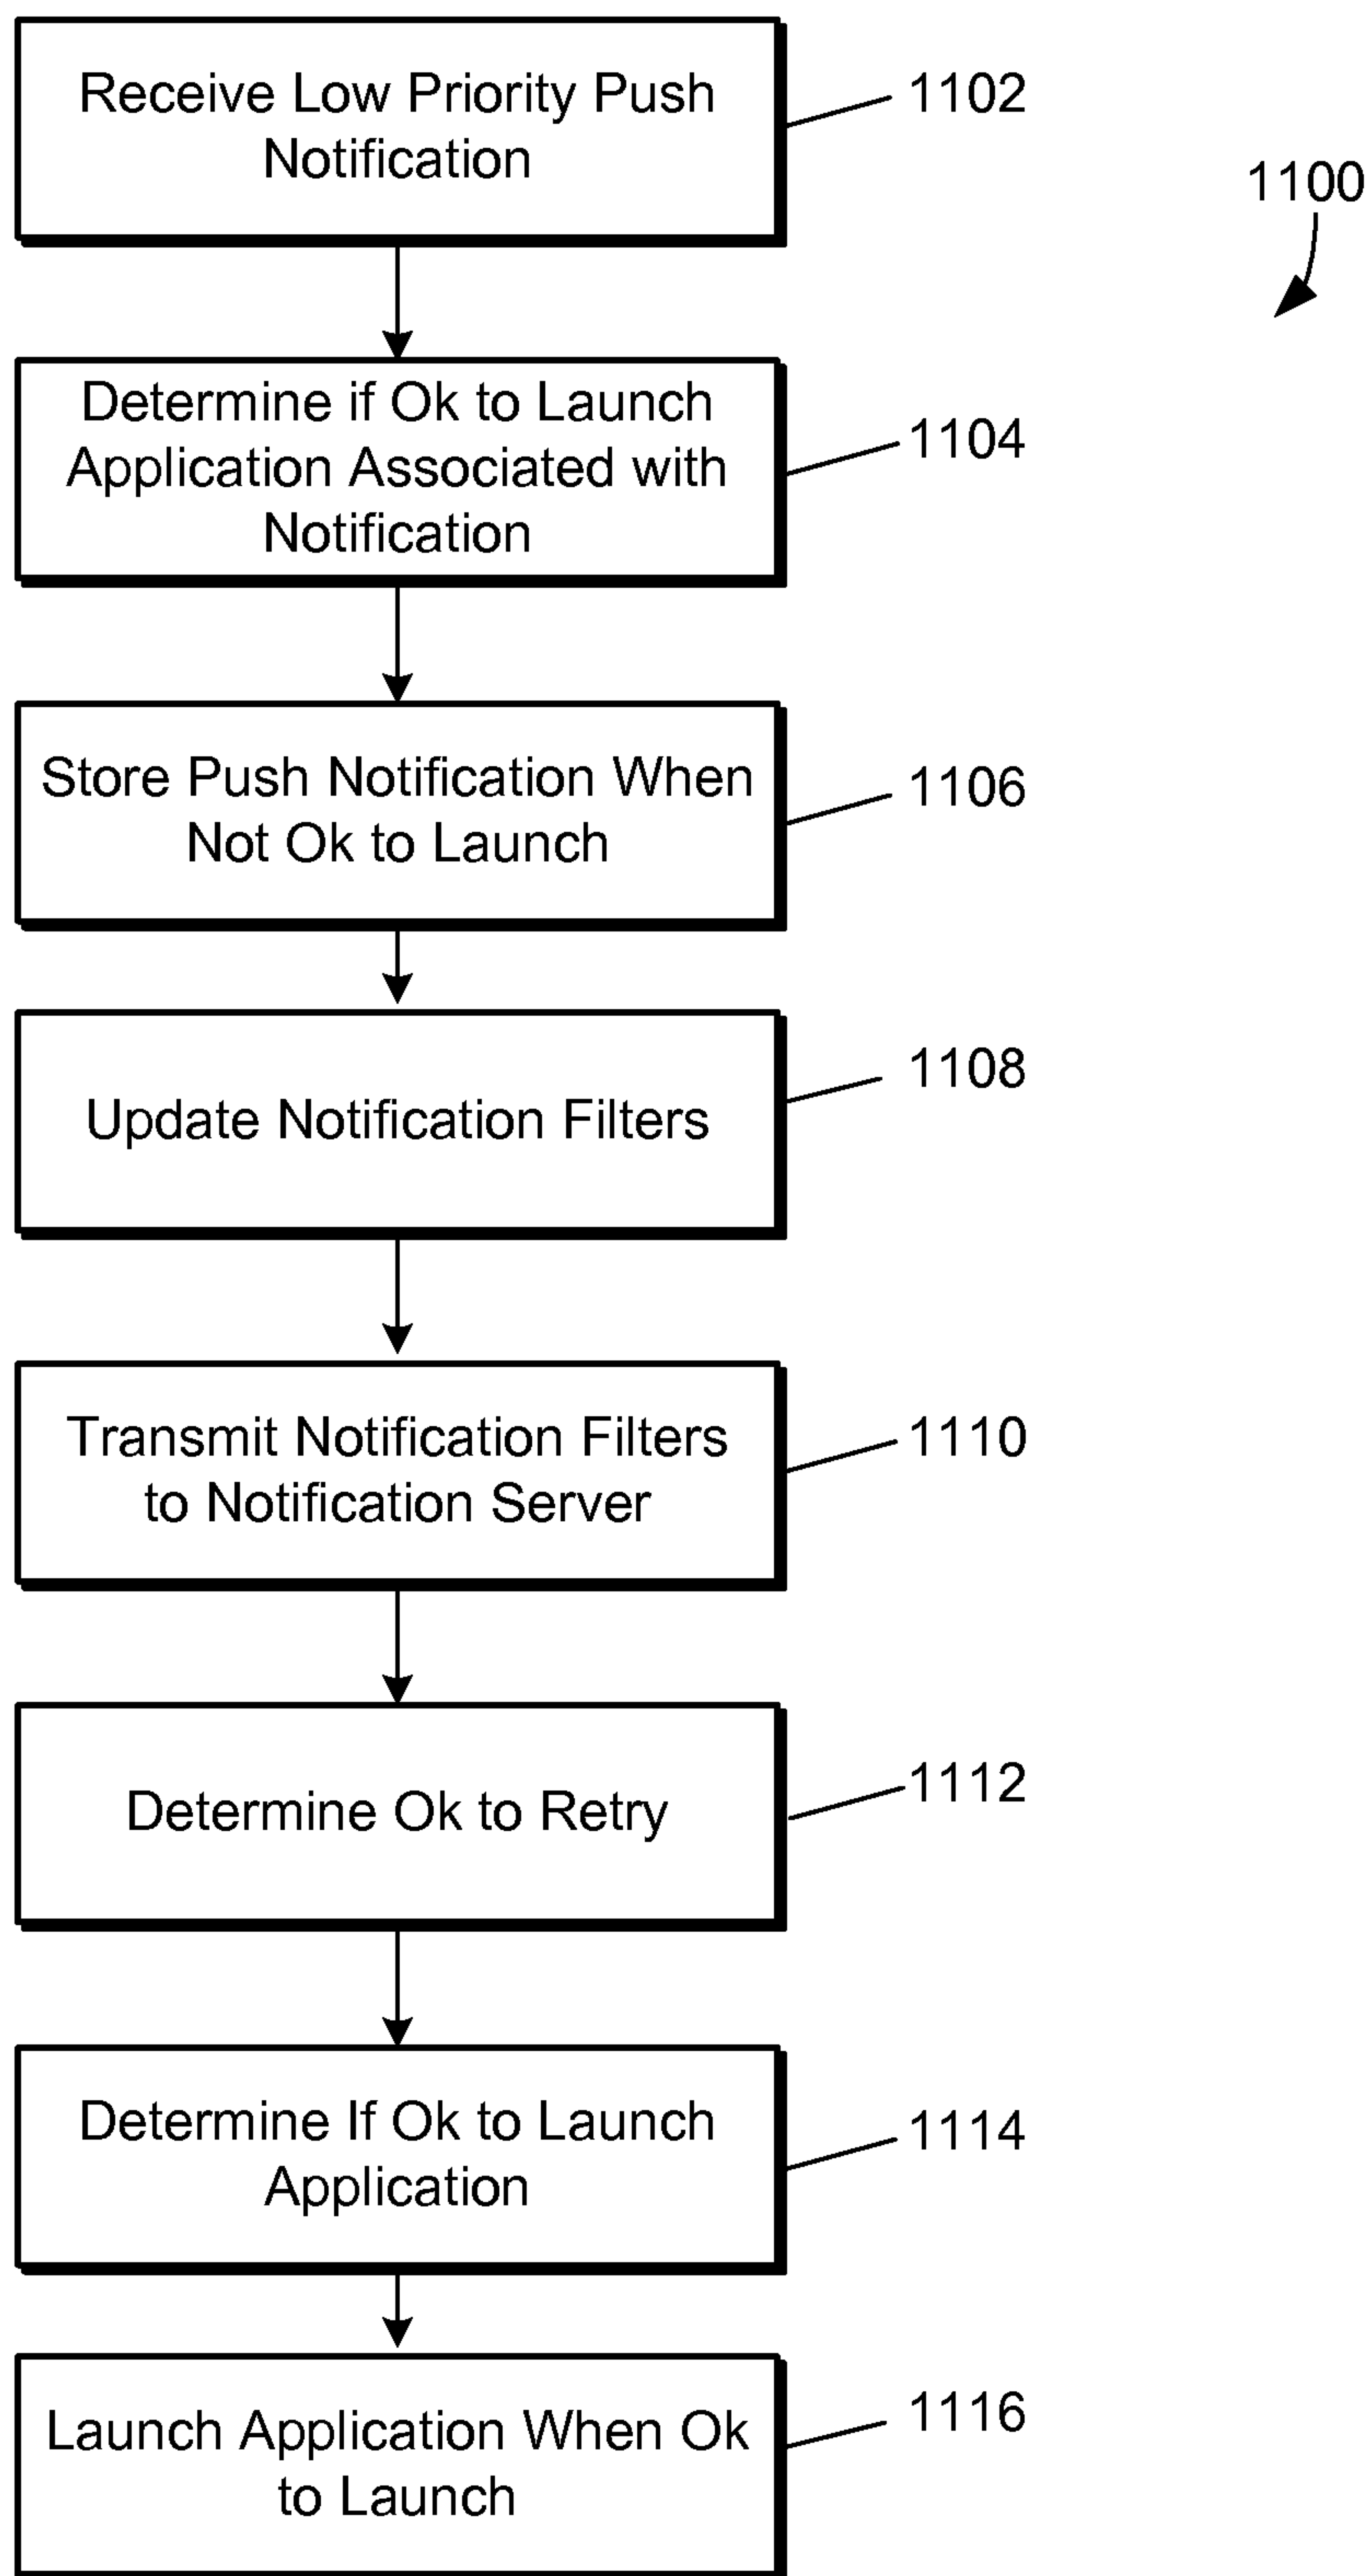 Receive Low Priority Push
Notification
1102
1100
Determine if Ok to Launch
Application Associated with
Notification
1104
Store Push Notification When
Not Ok to Launch
1106
Update Notification Filters
1108
Transmit Notification Filters
to Notification Server
1110
Determine Ok to Retry
1112
Determine If Ok to Launch
Application
1114
Launch Application When Ok
to Launch
1116